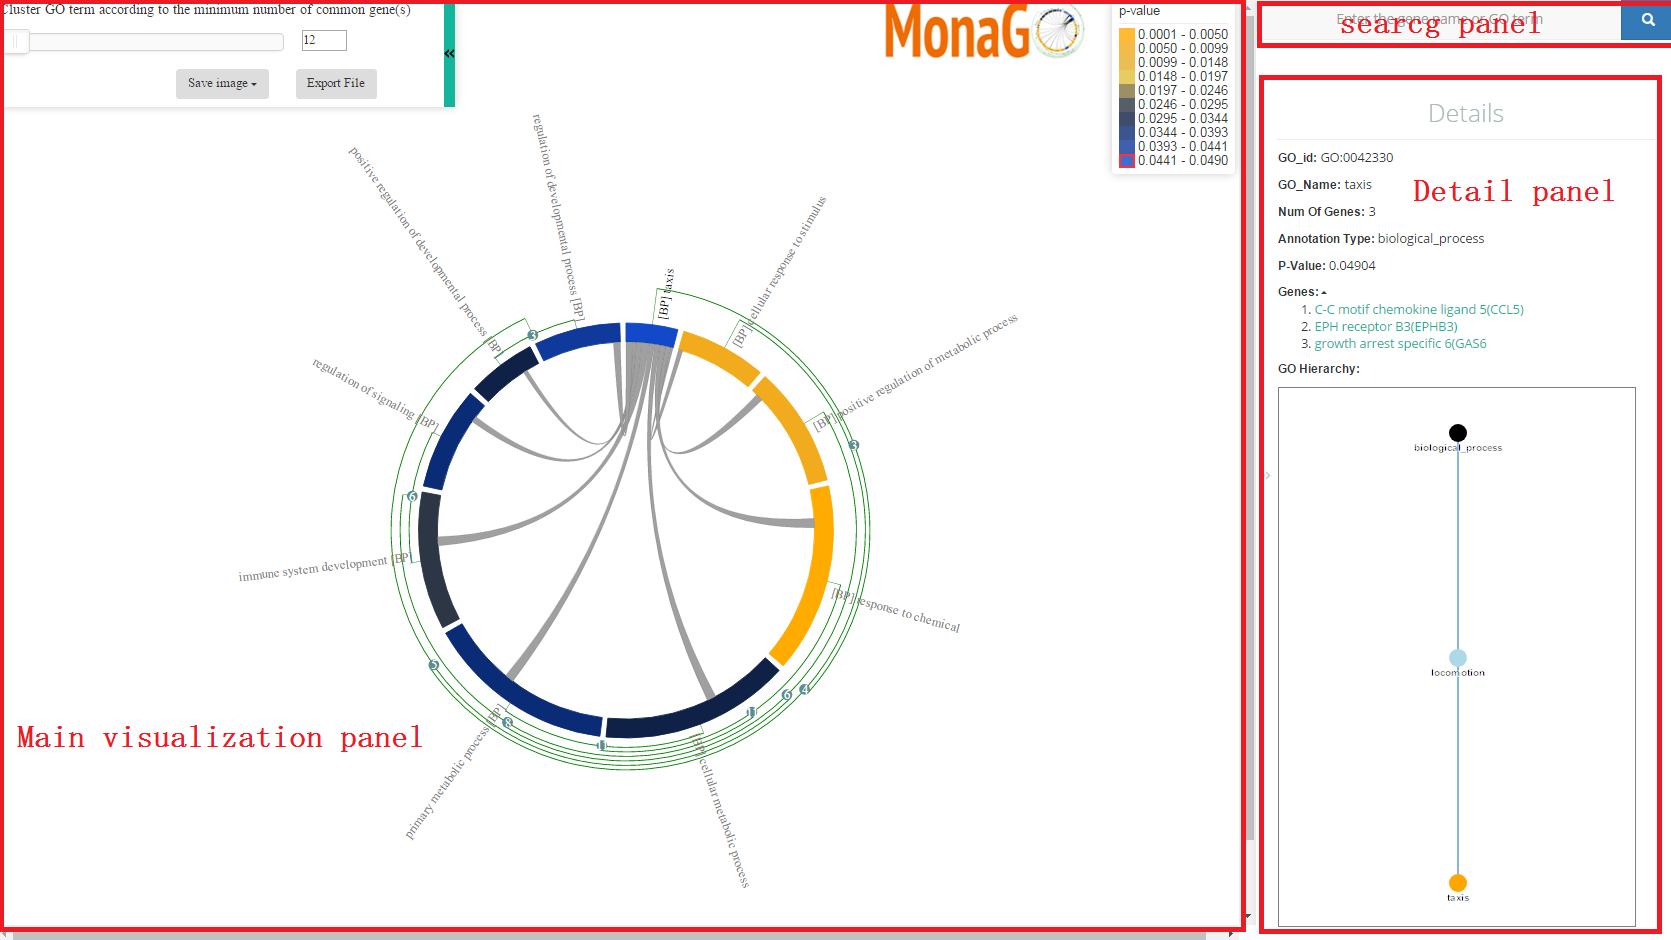 Cluster GO term according to the minimum number of common gene(s)
12
«
Save image
Export File
MonaGO
p-value
0.0001 - 0.0050
0.0050 - 0.0099
0.0099 - 0.0148
0.0148 - 0.0197
0.0197 - 0.0246
0.0246 - 0.0295
0.0295 - 0.0344
0.0344 - 0.0393
0.0393 - 0.0441
0.0441 - 0.0490
regulation of developmental process [BP]
positive regulation of developmental process [BP]
regulation of signaling [BP]
immune system development [BP]
primary metabolic process [BP]
[BP] cellular metabolic process
[BP] response to chemical
[BP] positive regulation of metabolic process
[BP] cellular response to stimulus
[BP] taxis
3
3
6
5
8
11
11
6
4
Main visualization panel
Enter the gene name or GO term
searcg panel
Details
GO_id: GO:0042330
GO_Name: taxis
Detail panel
Num Of Genes: 3
Annotation Type: biological_process
P-Value: 0.04904
Genes:
1. C-C motif chemokine ligand 5(CCL5)
2. EPH receptor B3(EPHB3)
3. growth arrest specific 6(GAS6
GO Hierarchy:
biological_process
locomotion
taxis